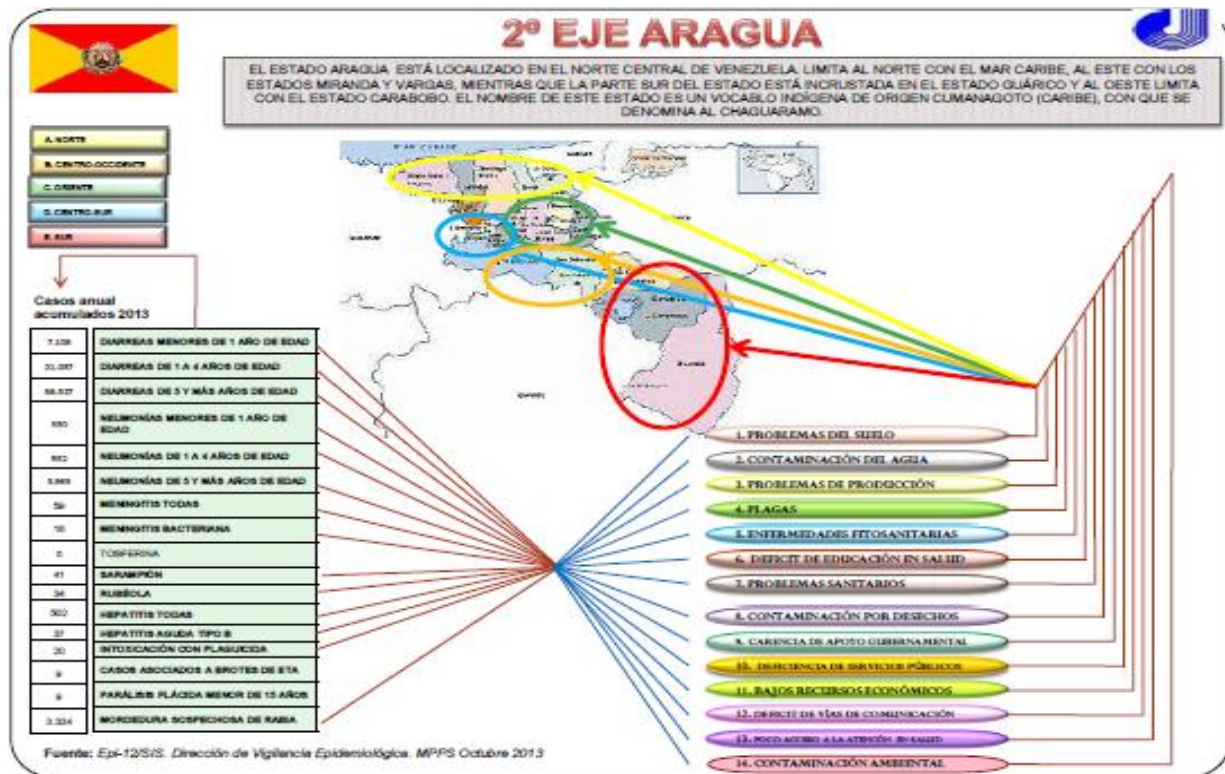 2º EJE ARAGUA
EL ESTADO ARAGUA ESTÁ LOCALIZADO EN EL NORTE CENTRAL DE VENEZUELA. LIMITA AL NORTE CON EL MAR CARIBE, AL ESTE CON LOS
ESTADOS MIRANDA Y VARGAS, MIENTRAS QUE LA PARTE SUR DEL ESTADO ESTÁ INCRUSTADA EN EL ESTADO GUÁRICO Y AL OESTE LIMITA
CON EL ESTADO CARABOBO. EL NOMBRE DE ESTE ESTADO ES UN VOCABLO INDÍGENA DE ORIGEN CUMANAGOTO (CARIBE), CON QUE SE
DENOMINA AL CHAGUARAMO.
A. NORTE
B. CENTRO-OCCIDENTE
C. ORIENTE
D. CENTRO-SUR
E. SUR
Casos anual
acumulados 2013
DIARREAS MENORES DE 1 AÑO DE EDAD
DIARREAS DE 1 A 4 AÑOS DE EDAD
DIARREAS DE 5 Y MÁS AÑOS DE EDAD
NEUMONÍAS MENORES DE 1 AÑO DE
EDAD
NEUMONÍAS DE 1 A 4 AÑOS DE EDAD
NEUMONÍAS DE 5 Y MÁS AÑOS DE EDAD
59 MENINGITIS TODAS
MENINGITIS BACTERIANA
TOSFERINA
41 SARAMPIÓN
34 RUBÉOLA
HEPATITIS TODAS
HEPATITIS AGUDA TIPO B
20 INTOXICACIÓN CON PLAGUICIDA
9 CASOS ASOCIADOS A BROTES DE ETA
9 PARÁLISIS FLÁCIDA MENOR DE 15 AÑOS
3.334 MORDEDURA SOSPECHOSA DE RABIA
1. PROBLEMAS DEL SUELO
2. CONTAMINACIÓN DEL AGUA
3. PROBLEMAS DE PRODUCCIÓN
4. PLAGAS
5. ENFERMEDADES FITOSANITARIAS
6. DEFICIT DE EDUCACIÓN EN SALUD
7. PROBLEMAS SANITARIOS
8. CONTAMINACIÓN POR DESECHOS
9. CARENCIA DE APOYO GUBERNAMENTAL
10. DEFICIENCIA DE SERVICIOS PÚBLICOS
11. BAJOS RECURSOS ECONÓMICOS
12. DEFICIT DE VÍAS DE COMUNICACIÓN
13. POCO ACCESO A LA ATENCIÓN EN SALUD
14. CONTAMINACIÓN AMBIENTAL
Fuente: Epi-12/SIS. Dirección de Vigilancia Epidemiológica. MPPS Octubre 2013